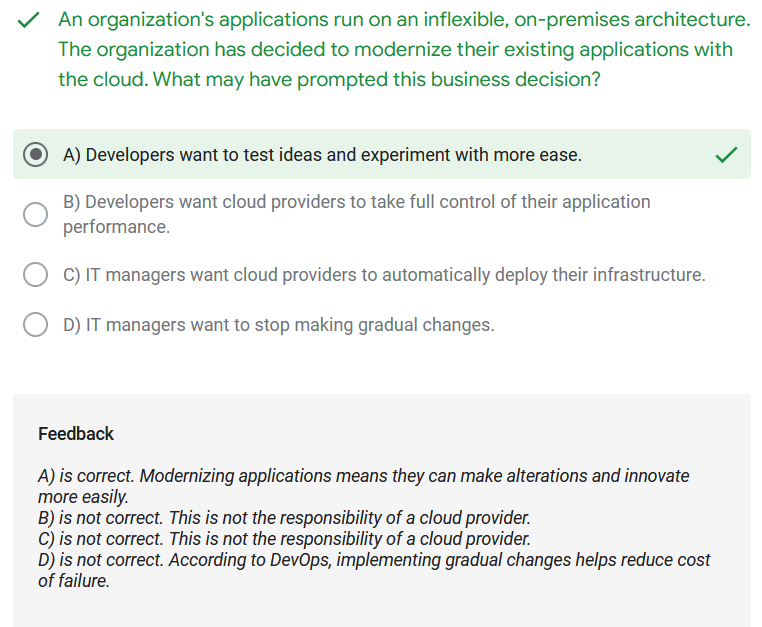 An organization's applications run on an inflexible, on-premises architecture.
The organization has decided to modernize their existing applications with
the cloud. What may have prompted this business decision?
A) Developers want to test ideas and experiment with more ease.
B) Developers want cloud providers to take full control of their application
performance.
C) IT managers want cloud providers to automatically deploy their infrastructure.
D) IT managers want to stop making gradual changes.
Feedback
A) is correct. Modernizing applications means they can make alterations and innovate
more easily.
B) is not correct. This is not the responsibility of a cloud provider.
C) is not correct. This is not the responsibility of a cloud provider.
D) is not correct. According to DevOps, implementing gradual changes helps reduce cost
of failure.